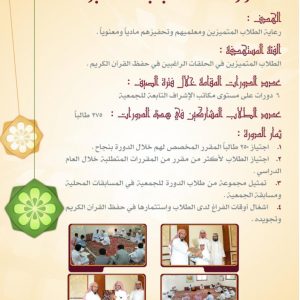 الهدف :
رعاية الطلاب المتميزين ومعلميهم وتحفيزهم مادياً ومعنوياً .
الفئة المستهدفة :
الطلاب المتميزين في الحلقات الراغبين في حفظ القرآن الكريم .
عدد الدورات المقامة خلال فترة الصيف :
٦ دورات على مستوى مكاتب الإشراف التابعة للجمعية
عدد الطلاب المشاركين في هذه الدورات : ٢٧٥ طالباً
ثمار الدورة :
١. اجتياز ٢٥٠ طالباً المقرر المخصص لهم خلال الدورة بنجاح .
٢. اجتياز الطلاب لأكثر من مقرر من المقررات المتطلبة خلال العام
الدراسي .
٣. تمثيل مجموعة من طلاب الدورة للجمعية في المسابقات المحلية
والمسابقة
٤. اشغال أوقات الفراغ لدى الطلاب واستثمارها في حفظ القرآن الكريم
وتجويده .